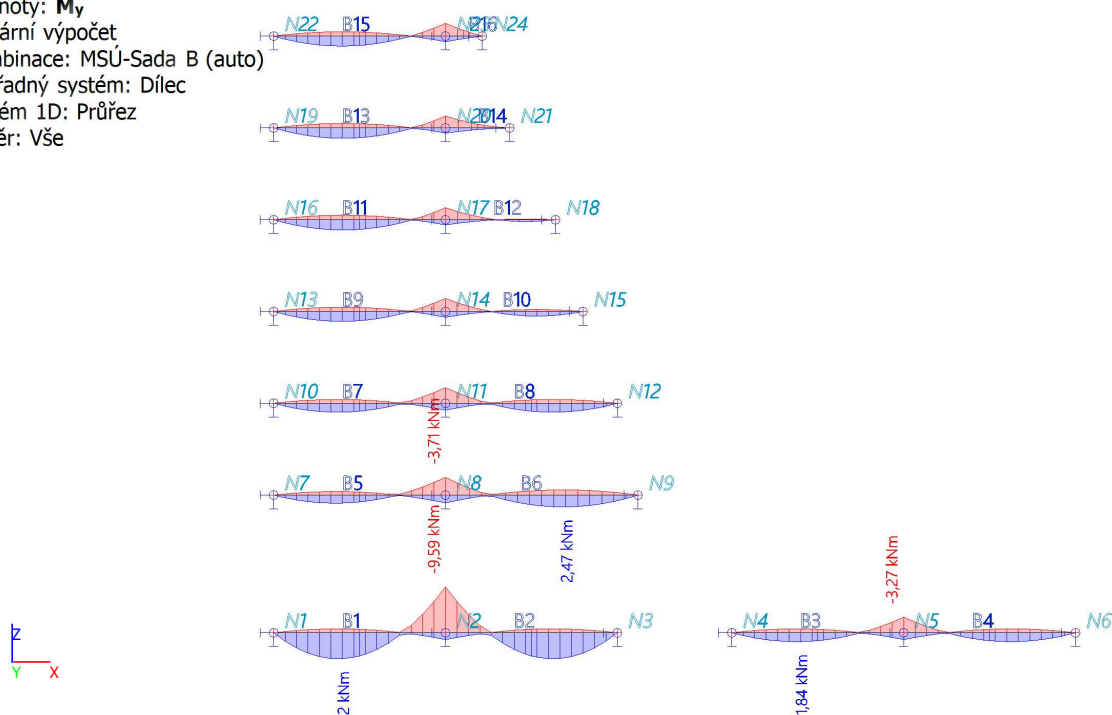 noty: My
ární výpočet
binace: MSÚ-Sada B (auto)
řadný systém: Dílec
ém 1D: Průřez
ěr: Vše
N22 B15 N24
N19 B13 N20 B14 N21
N16 B11 N17 B12 N18
N13 B9 N14 B10 N15
N10 B7 N11 B8 N12
-3,71 kNm
N7 B5 N8 B6 N9
-9,59 kNm
2,47 kNm
-3,27 kNm
N1 B1 N2 B2 N3
N4 B3 N5 B4 N6
2 kNm
1,84 kNm
Z
Y X